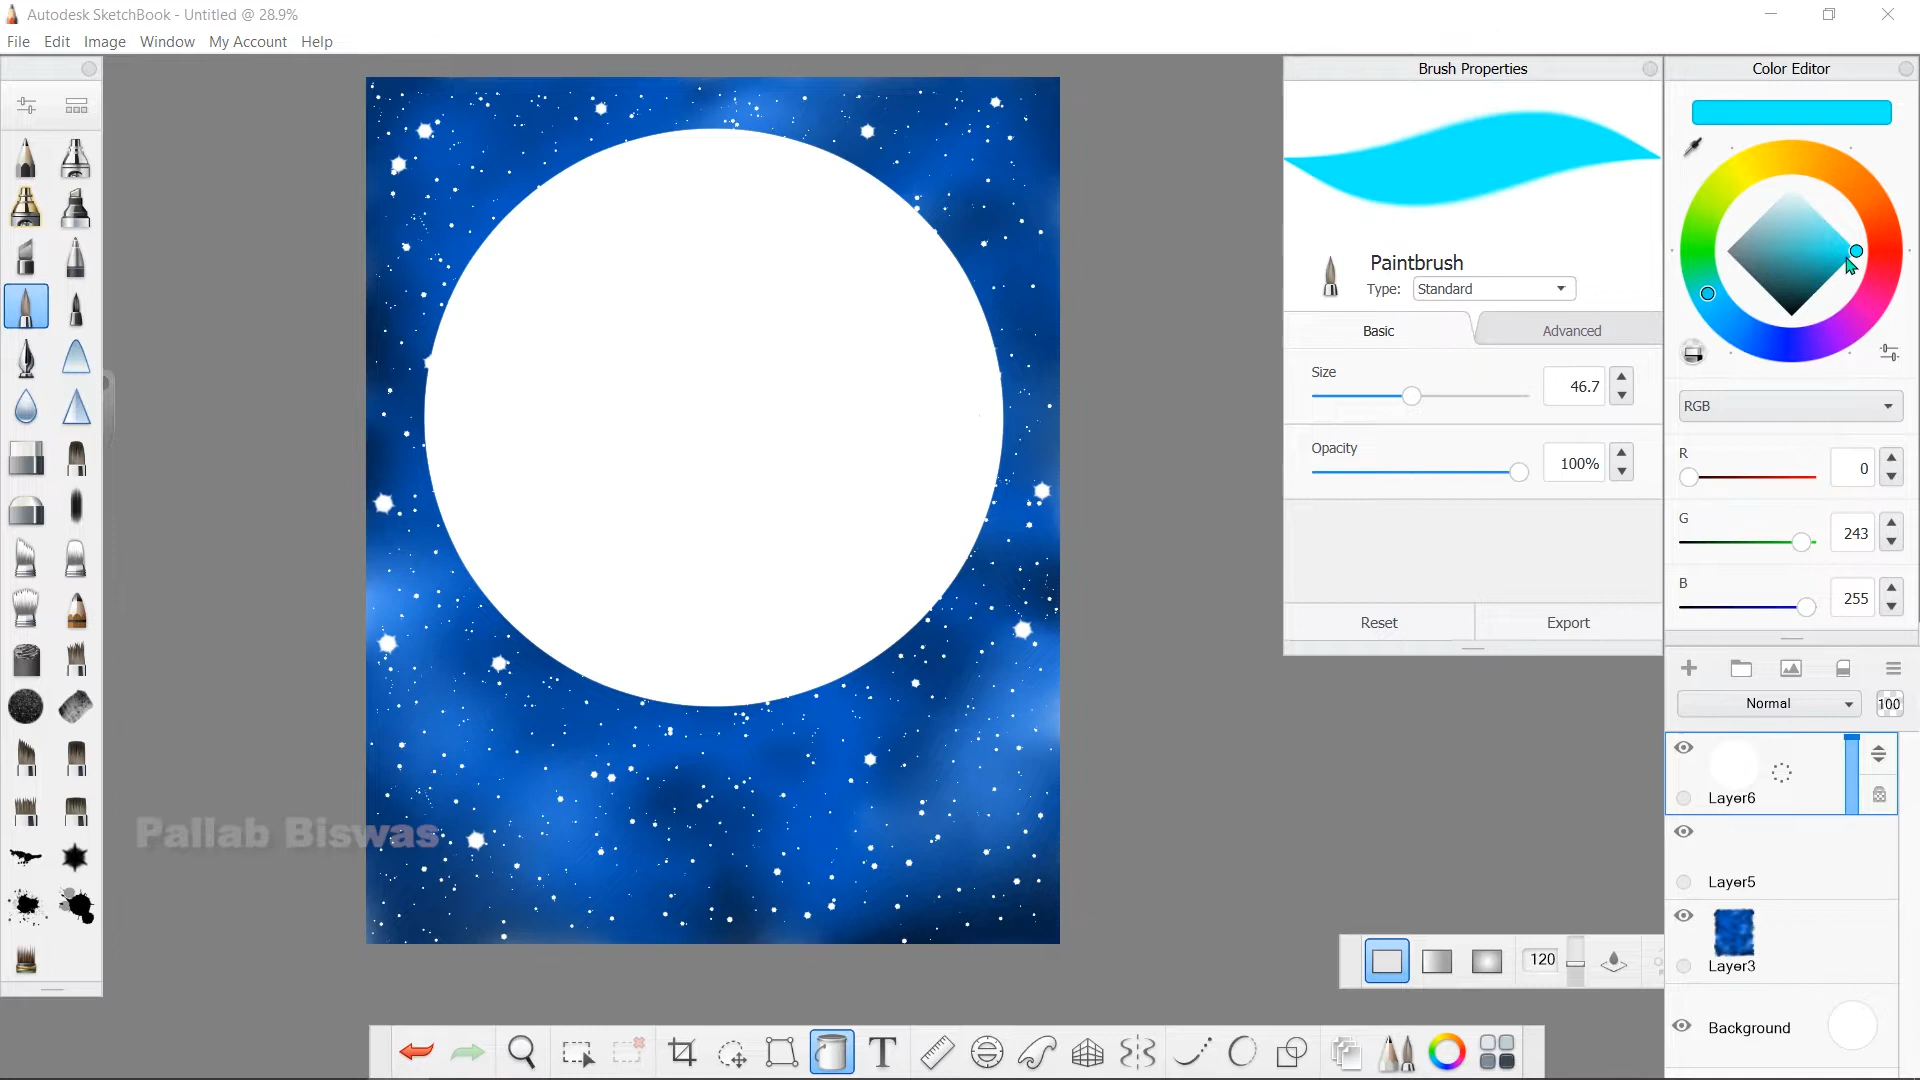 Autodesk SketchBook - Untitled @ 28.9%
File Edit Image Window My Account Help
Brush Properties
Color Editor
Paintbrush
Type: Standard
Basic Advanced
Size
46.7
Opacity
100%
Reset Export
RGB
R
0
G
243
B
255
Normal 100
Layer6
Layer5
Layer3
Background
Pallab Biswas
120
T